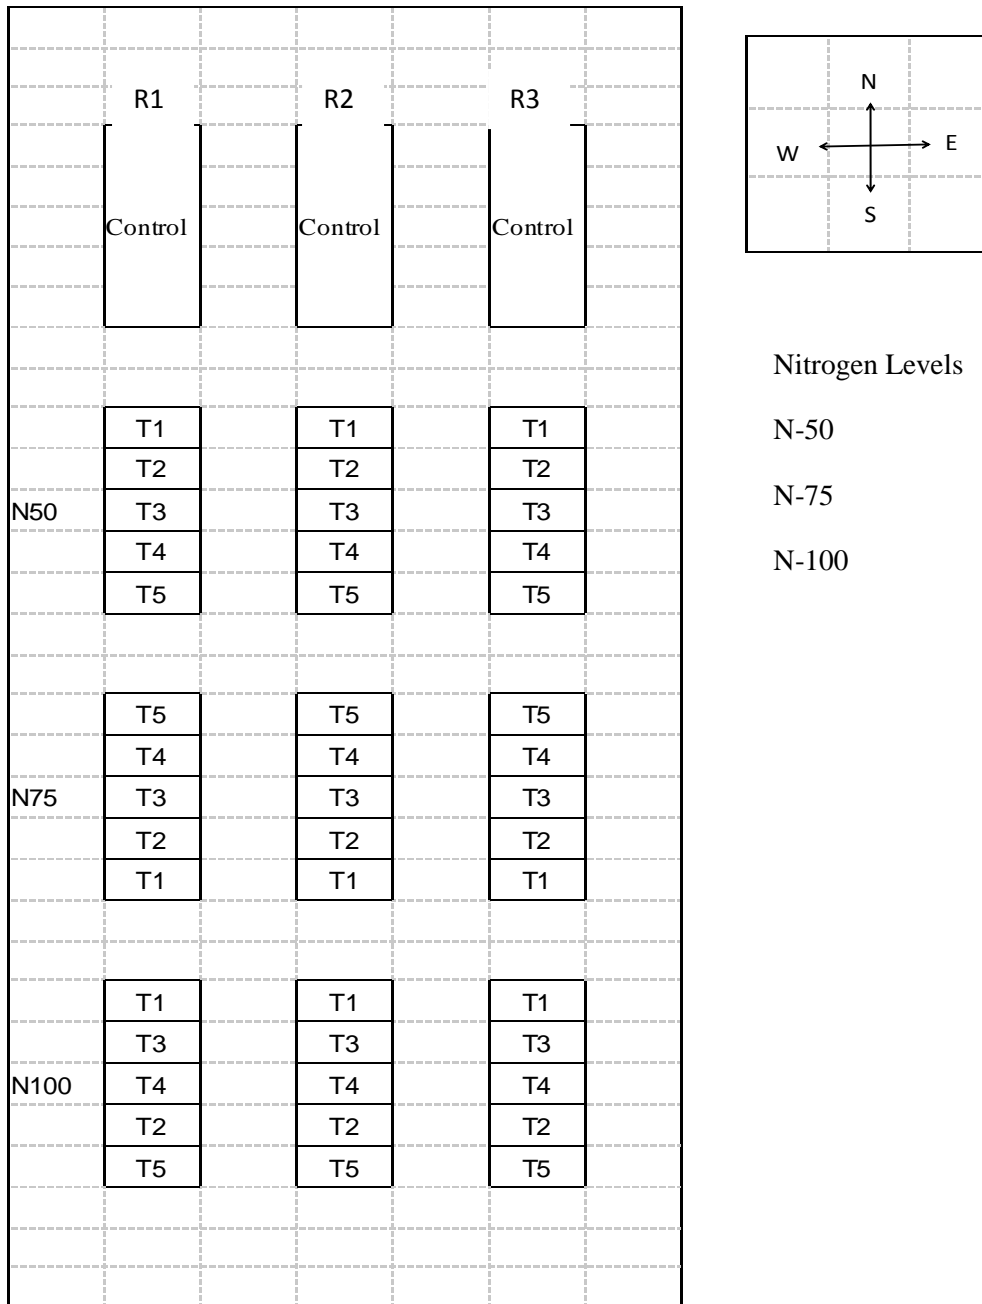 R1 R2 R3
Control Control Control
T1 T1 T1
T2 T2 T2
N50 T3 T3 T3
T4 T4 T4
T5 T5 T5
T5 T5 T5
T4 T4 T4
N75 T3 T3 T3
T2 T2 T2
T1 T1 T1
T1 T1 T1
T3 T3 T3
N100 T4 T4 T4
T2 T2 T2
T5 T5 T5
N
W E
S
Nitrogen Levels
N-50
N-75
N-100